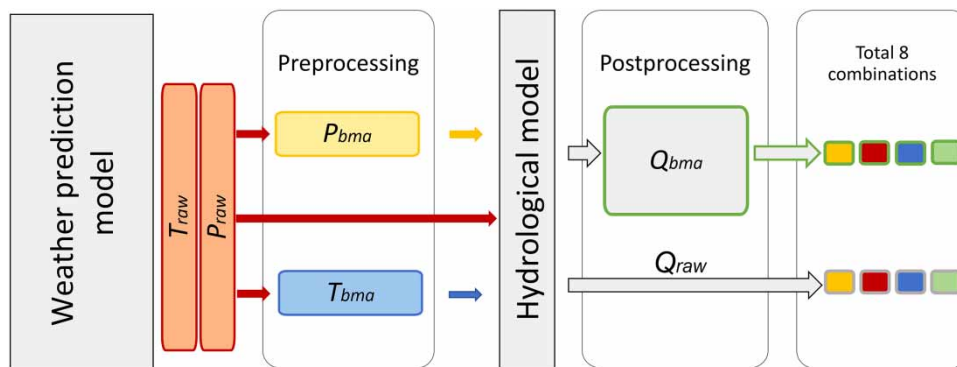 Weather prediction
model
Traw
Praw
Preprocessing
Pbma
Tbma
Hydrological model
Postprocessing
Qbma
Qraw
Total 8
combinations